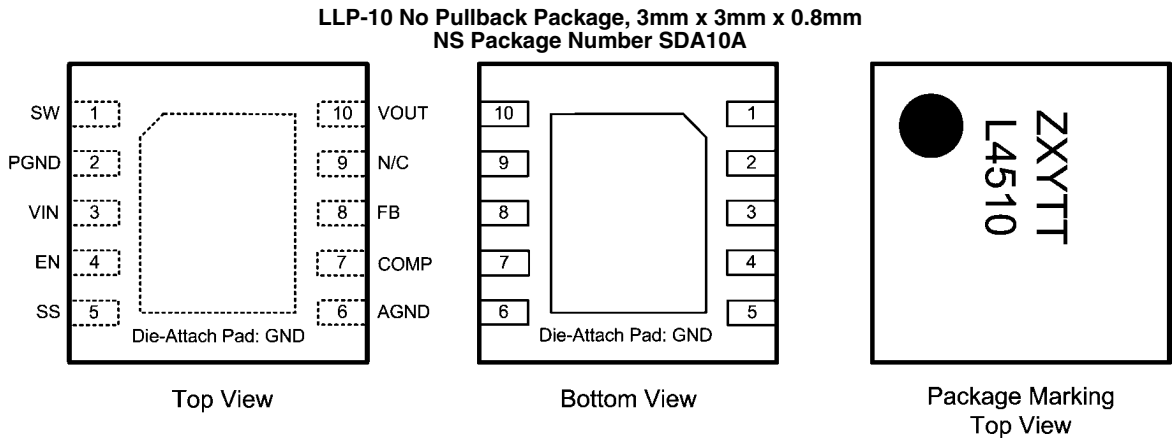 LLP-10 No Pullback Package, 3mm x 3mm x 0.8mm
NS Package Number SDA10A
SW 1 10 VOUT
PGND 2 9 N/C
VIN 3 8 FB
EN 4 7 COMP
SS 5 6 AGND
Die-Attach Pad: GND
Top View
10 1
9 2
8 3
7 4
6 5
Die-Attach Pad: GND
Bottom View
ZXYTT
L4510
Package Marking
Top View